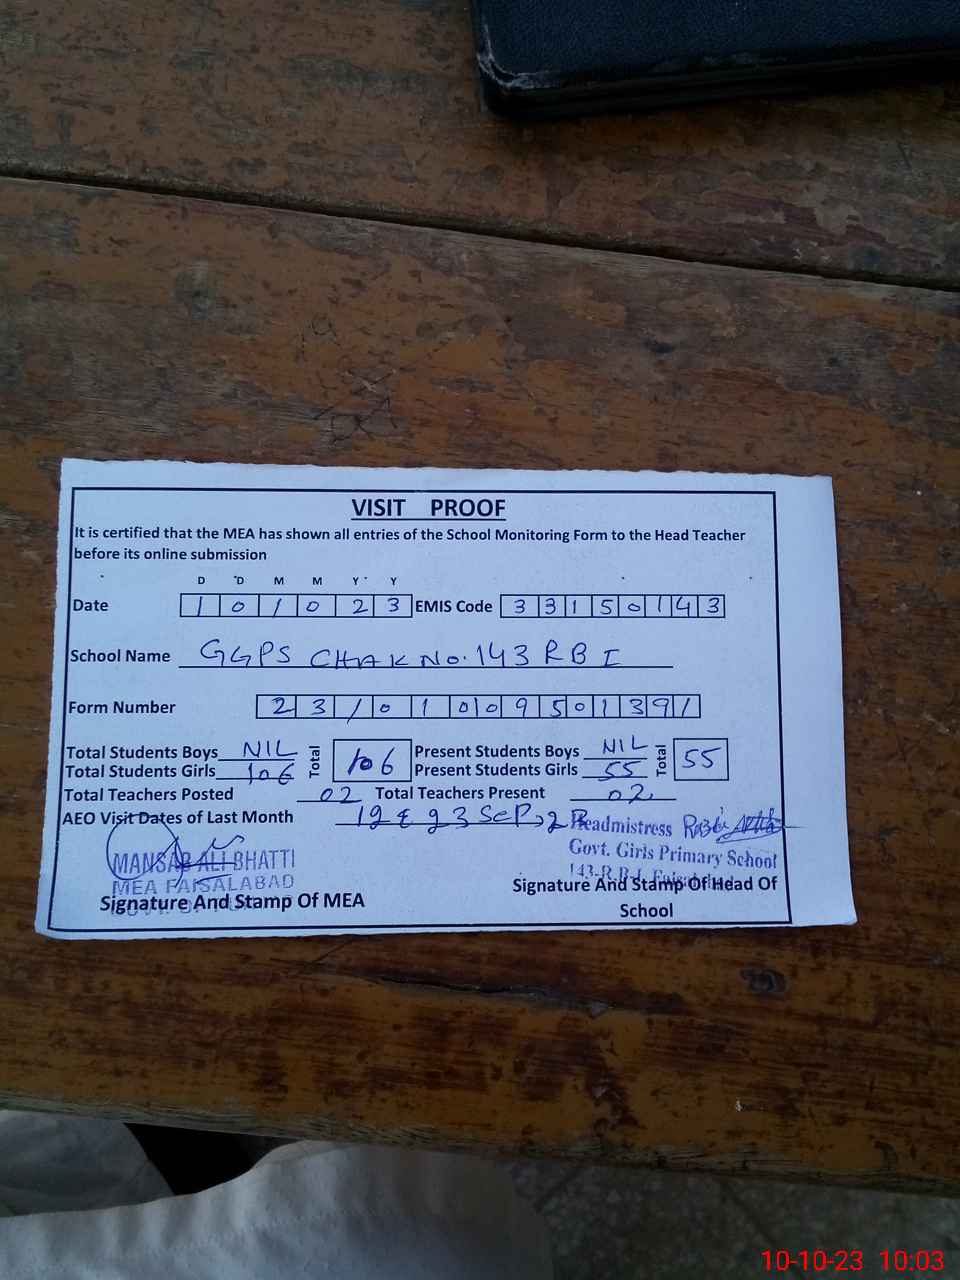 VISIT PROOF
It is certified that the MEA has shown all entries of the School Monitoring Form to the Head Teacher
before its online submission
D D M M Y Y
Date 1 0 1 0 2 3 EMIS Code 3 3 1 5 0 1 4 3
School Name GGPS CHAK No. 143 RB I
Form Number 2 3 / 0 1 0 0 9 5 0 1 3 9 1
Total Students Boys NIL Total 106 Present Students Boys NIL Total 55
Total Students Girls 106 Present Students Girls 55
Total Teachers Posted 02 Total Teachers Present 02
AEO Visit Dates of Last Month 19 & 23 SeP, 23
Headmistress
Govt. Girls Primary School
143-R.B-I, Faisalabad
MANSAB ALI BHATTI
MEA FAISALABAD
Signature And Stamp Of MEA
Signature And Stamp Of Head Of
School
10-10-23 10:03